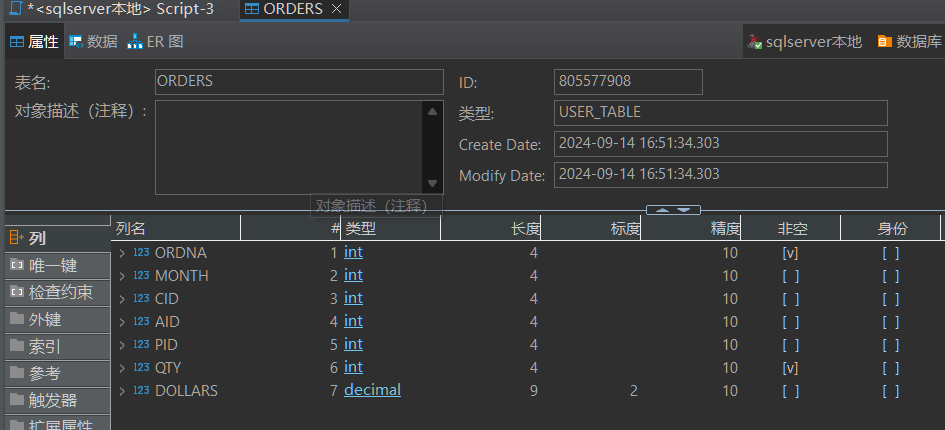 *<sqlserver本地> Script-3 ORDERS
属性 数据 ER 图 sqlserver本地 数据库
表名: ORDERS ID: 805577908
对象描述（注释）: 类型: USER_TABLE
Create Date: 2024-09-14 16:51:34.303
Modify Date: 2024-09-14 16:51:34.303
对象描述（注释）
列 唯一键 检查约束 外键 索引 参考 触发器 扩展属性
列名 # 类型 长度 标度 精度 非空 身份
123 ORDNA 1 int 4 10 [v] [ ]
123 MONTH 2 int 4 10 [ ] [ ]
123 CID 3 int 4 10 [ ] [ ]
123 AID 4 int 4 10 [ ] [ ]
123 PID 5 int 4 10 [ ] [ ]
123 QTY 6 int 4 10 [v] [ ]
123 DOLLARS 7 decimal 9 2 10 [ ] [ ]